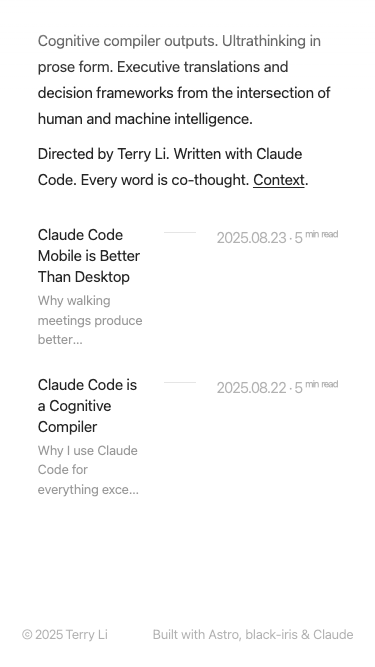 Cognitive compiler outputs. Ultrathinking in
prose form. Executive translations and
decision frameworks from the intersection of
human and machine intelligence.
Directed by Terry Li. Written with Claude
Code. Every word is co-thought. Context.
Claude Code
Mobile is Better
Than Desktop
2025.08.23 · 5 min read
Why walking
meetings produce
better...
Claude Code is
a Cognitive
Compiler
2025.08.22 · 5 min read
Why I use Claude
Code for
everything exce...
© 2025 Terry Li
Built with Astro, black-iris & Claude